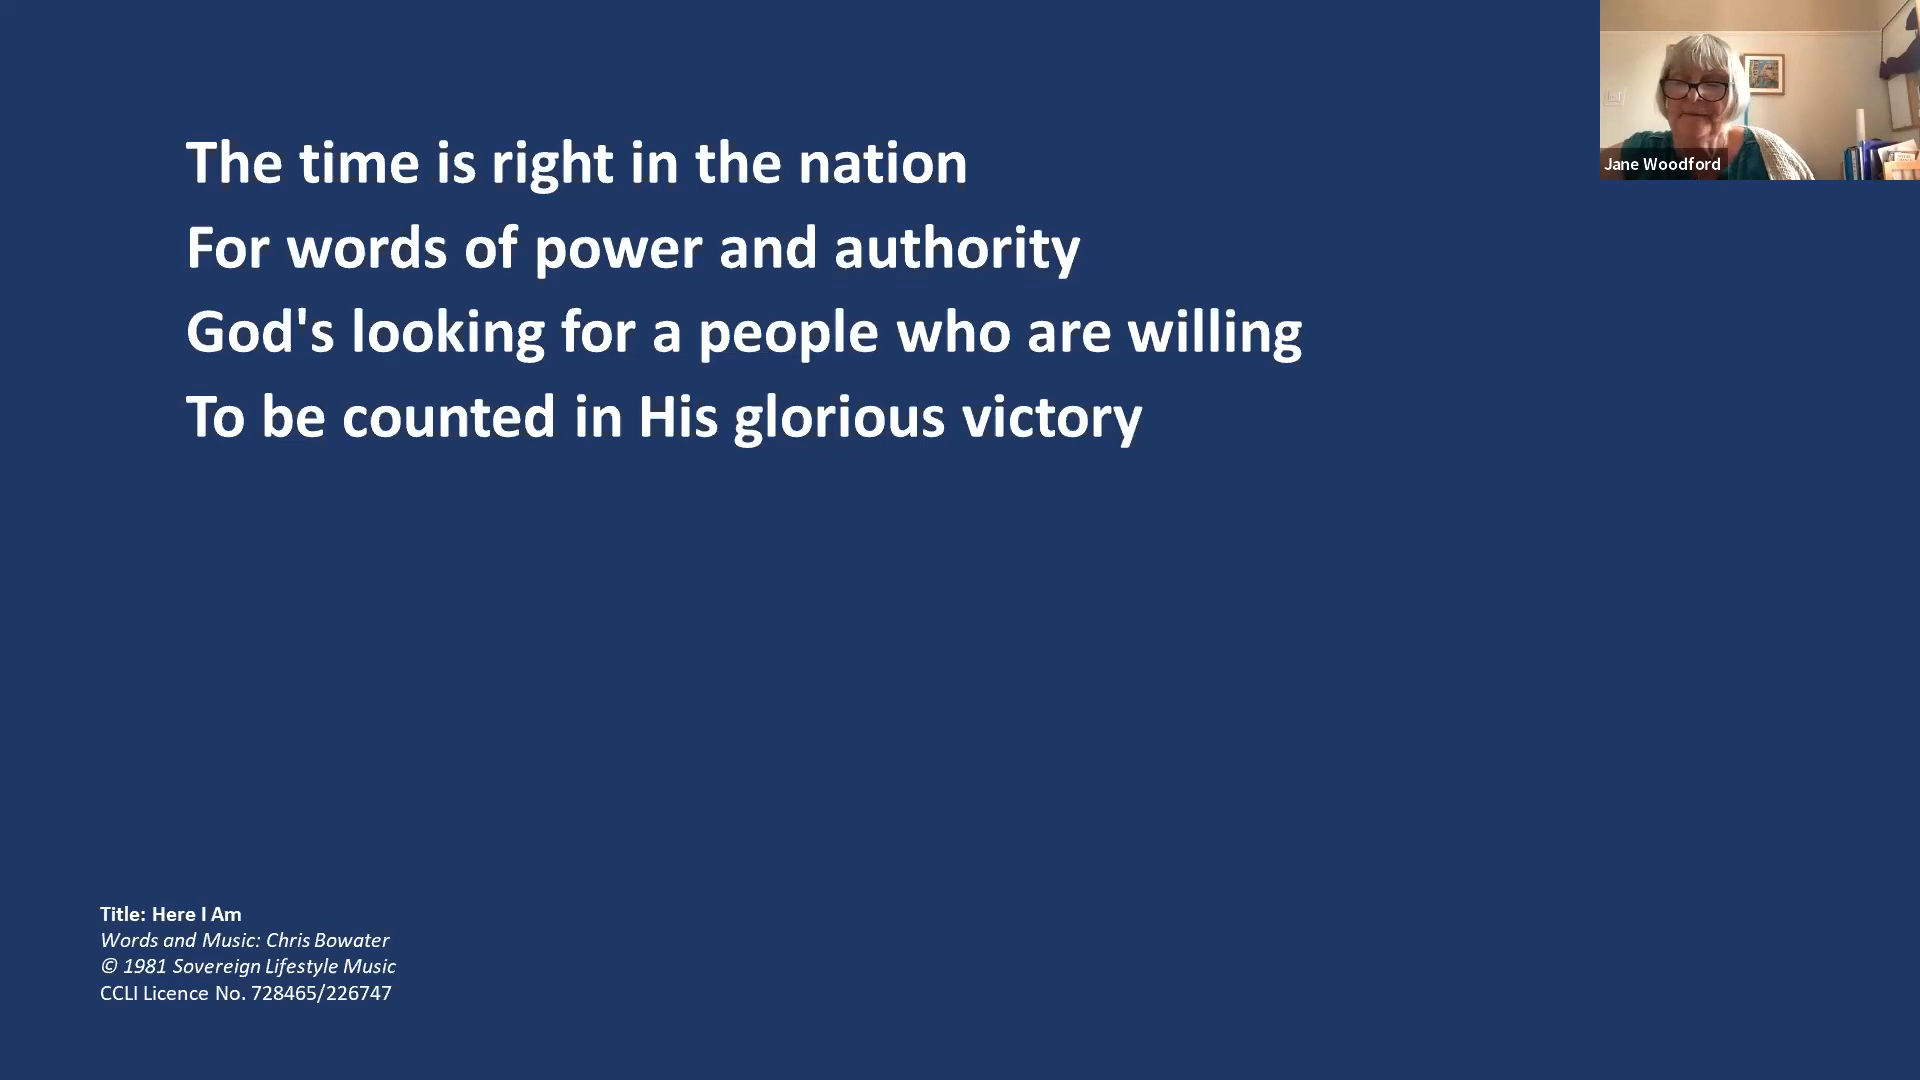 The time is right in the nation
For words of power and authority
God's looking for a people who are willing
To be counted in His glorious victory
Jane Woodford
Title: Here I Am
Words and Music: Chris Bowater
© 1981 Sovereign Lifestyle Music
CCLI Licence No. 728465/226747